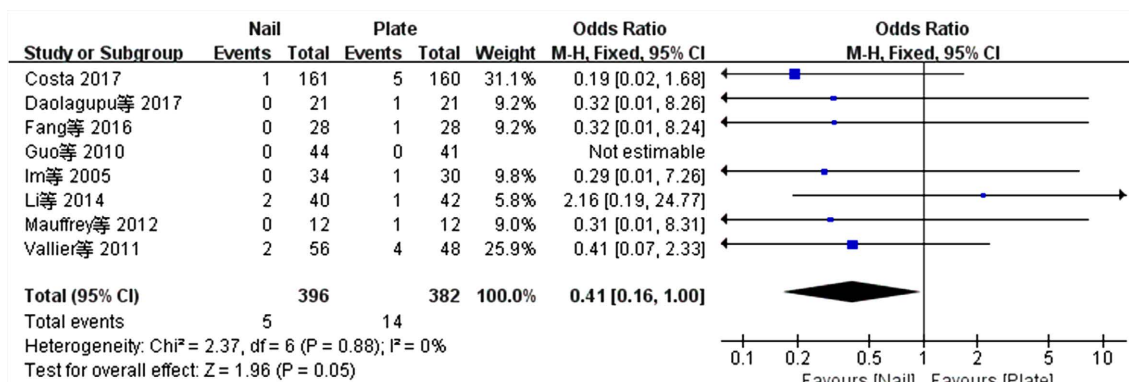 Nail Plate Odds Ratio Odds Ratio
Study or Subgroup Events Total Events Total Weight M-H, Fixed, 95% CI M-H, Fixed, 95% CI
Costa 2017 1 161 5 160 31.1% 0.19 [0.02, 1.68]
Daolagupu等 2017 0 21 1 21 9.2% 0.32 [0.01, 8.26]
Fang等 2016 0 28 1 28 9.2% 0.32 [0.01, 8.24]
Guo等 2010 0 44 0 41 Not estimable
Im等 2005 0 34 1 30 9.8% 0.29 [0.01, 7.26]
Li等 2014 2 40 1 42 5.8% 2.16 [0.19, 24.77]
Mauffrey等 2012 0 12 1 12 9.0% 0.31 [0.01, 8.31]
Vallier等 2011 2 56 4 48 25.9% 0.41 [0.07, 2.33]
Total (95% CI) 396 382 100.0% 0.41 [0.16, 1.00]
Total events 5 14
Heterogeneity: Chi² = 2.37, df = 6 (P = 0.88); I² = 0%
Test for overall effect: Z = 1.96 (P = 0.05)
0.1 0.2 0.5 1 2 5 10
Favours [Nail] Favours [Plate]